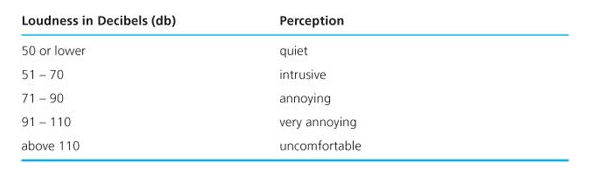 Loudness in Decibels (db) Perception
50 or lower quiet
51 – 70 intrusive
71 – 90 annoying
91 – 110 very annoying
above 110 uncomfortable